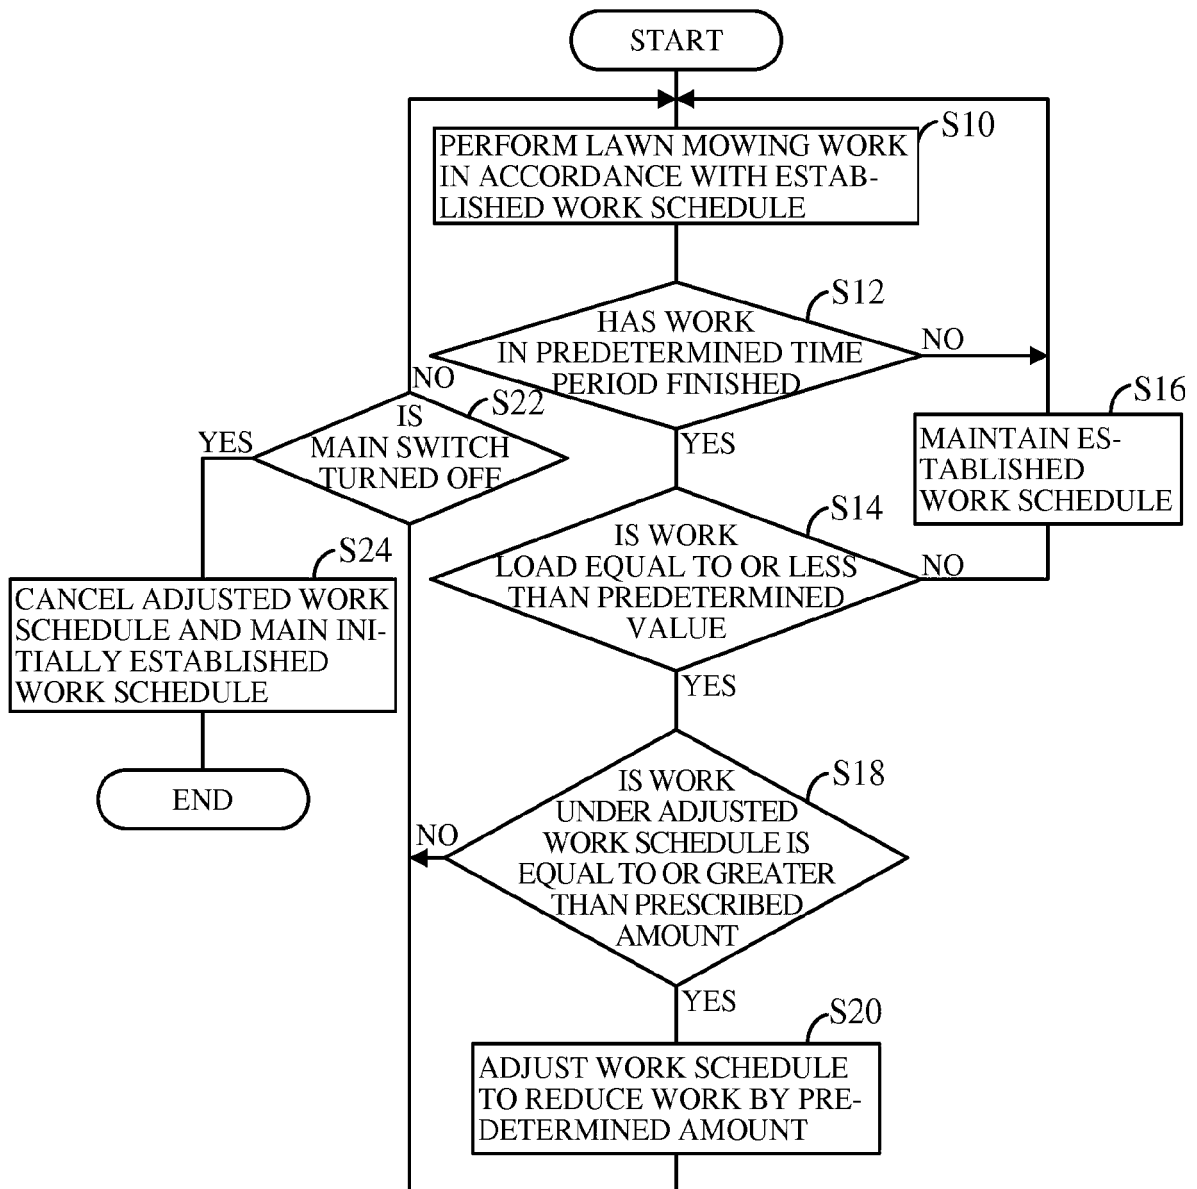 START
S10
PERFORM LAWN MOWING WORK
IN ACCORDANCE WITH ESTAB-
LISHED WORK SCHEDULE
S12
HAS WORK
IN PREDETERMINED TIME
PERIOD FINISHED
NO
YES
NO
S22
IS
MAIN SWITCH
TURNED OFF
YES
S16
MAINTAIN ES-
TABLISHED
WORK SCHEDULE
S14
IS WORK
LOAD EQUAL TO OR LESS
THAN PREDETERMINED
VALUE
NO
YES
S24
CANCEL ADJUSTED WORK
SCHEDULE AND MAIN INI-
TIALLY ESTABLISHED
WORK SCHEDULE
END
S18
IS WORK
UNDER ADJUSTED
WORK SCHEDULE IS
EQUAL TO OR GREATER
THAN PRESCRIBED
AMOUNT
NO
YES
S20
ADJUST WORK SCHEDULE
TO REDUCE WORK BY PRE-
DETERMINED AMOUNT